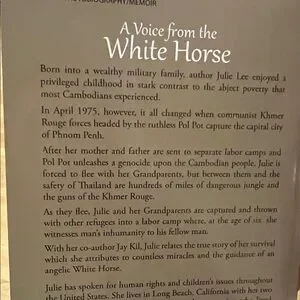 BIOGRAPHY/MEMOIR
A Voice from the
White Horse
Born into a wealthy military family, author Julie Lee enjoyed a
privileged childhood in stark contrast to the abject poverty that
most Cambodians experienced.
In April 1975, however, is all changed when communist Khmer
Rouge forces headed by the ruthless Pol Pot capture the capital city
of Phnom Penh.
After her mother and father are sent to separate labor camps and
Pol Pot unleashes a genocide upon the Cambodian people, Julie is
forced to flee with her Grandparents, but between them and the
safety of Thailand are hundreds of miles of dangerous jungle and
the guns of the Khmer Rouge.
As they flee, Julie and her Grandparents are captured and thrown
with other refugees into a labor camp where, at the age of six, she
witnesses man's inhumanity to his fellow man.
With her co-author Jay Kil, Julie relates the true story of her survival
which she attributes to countless miracles and the guidance of an
angelic White Horse.
Julie has spoken for human rights and children's issues throughout
the United States. She lives in Long Beach, California with her two